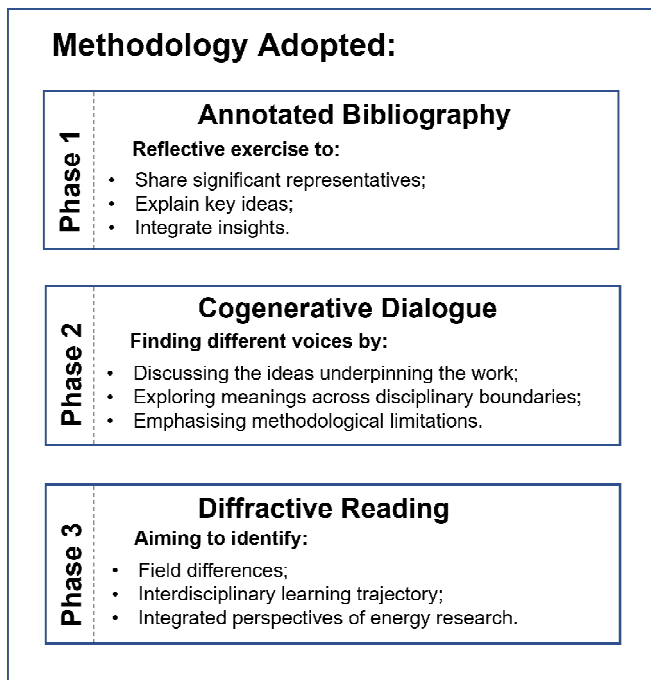 Methodology Adopted:
Phase 1
Annotated Bibliography
Reflective exercise to:
• Share significant representatives;
• Explain key ideas;
• Integrate insights.
Phase 2
Cogenerative Dialogue
Finding different voices by:
• Discussing the ideas underpinning the work;
• Exploring meanings across disciplinary boundaries;
• Emphasising methodological limitations.
Phase 3
Diffractive Reading
Aiming to identify:
• Field differences;
• Interdisciplinary learning trajectory;
• Integrated perspectives of energy research.